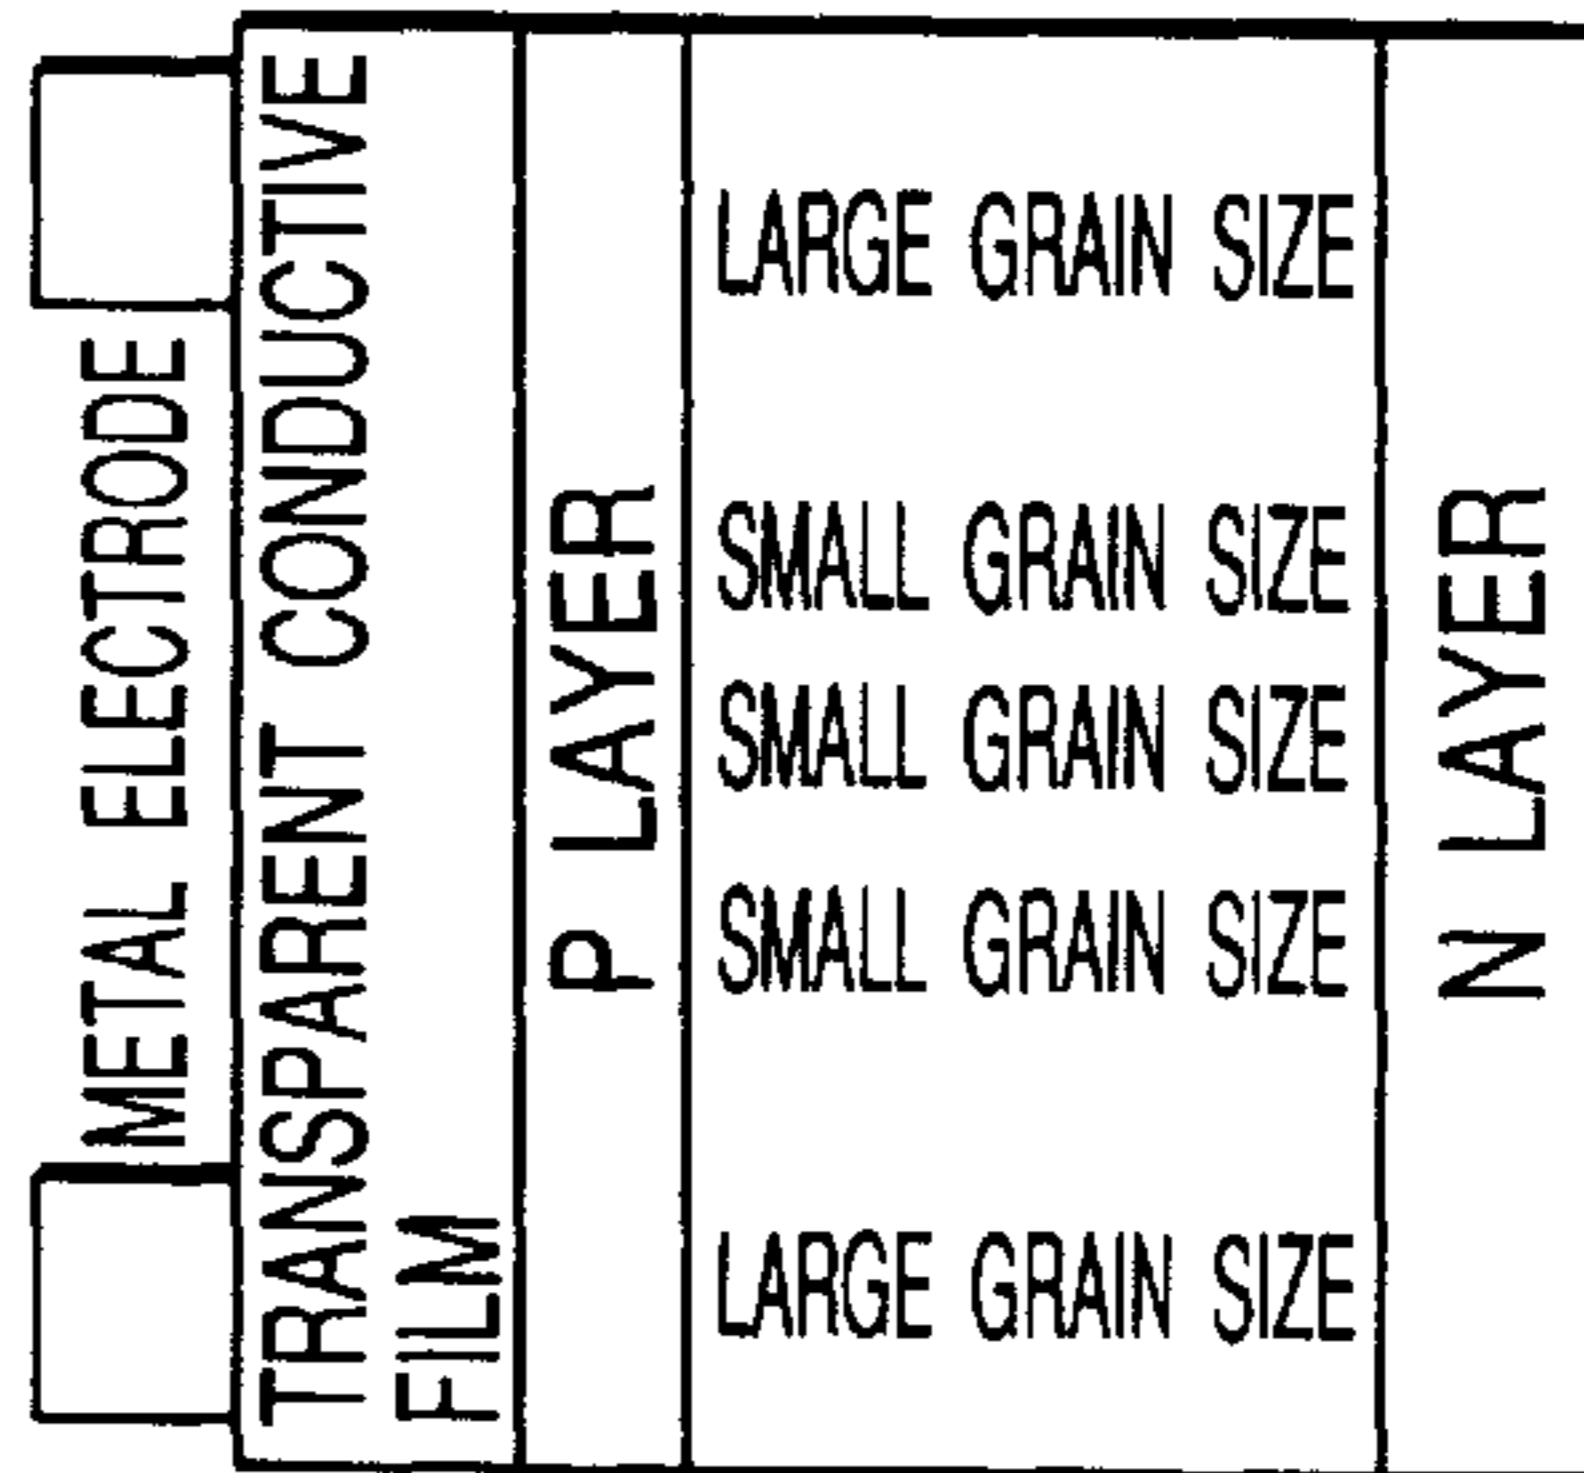 METAL ELECTRODE
TRANSPARENT CONDUCTIVE
FILM
P LAYER
LARGE GRAIN SIZE
SMALL GRAIN SIZE
SMALL GRAIN SIZE
SMALL GRAIN SIZE
LARGE GRAIN SIZE
N LAYER